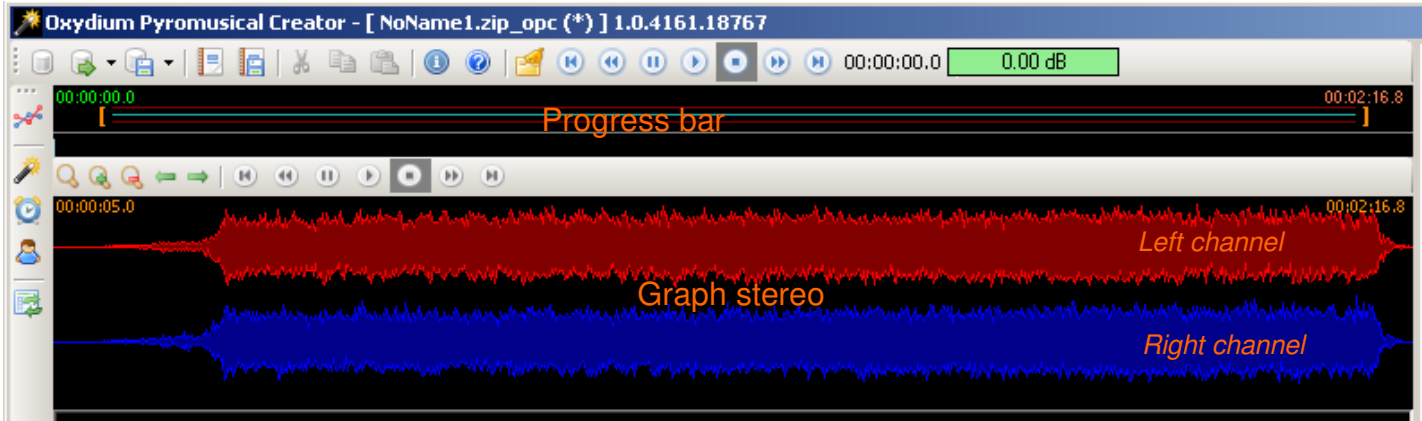 Oxydium Pyromusical Creator - [ NoName1.zip_opc (*) ] 1.0.4161.18767
00:00:00.0 0.00 dB
00:00:00.0 00:02:16.8
Progress bar
00:00:05.0 00:02:16.8
Left channel
Graph stereo
Right channel